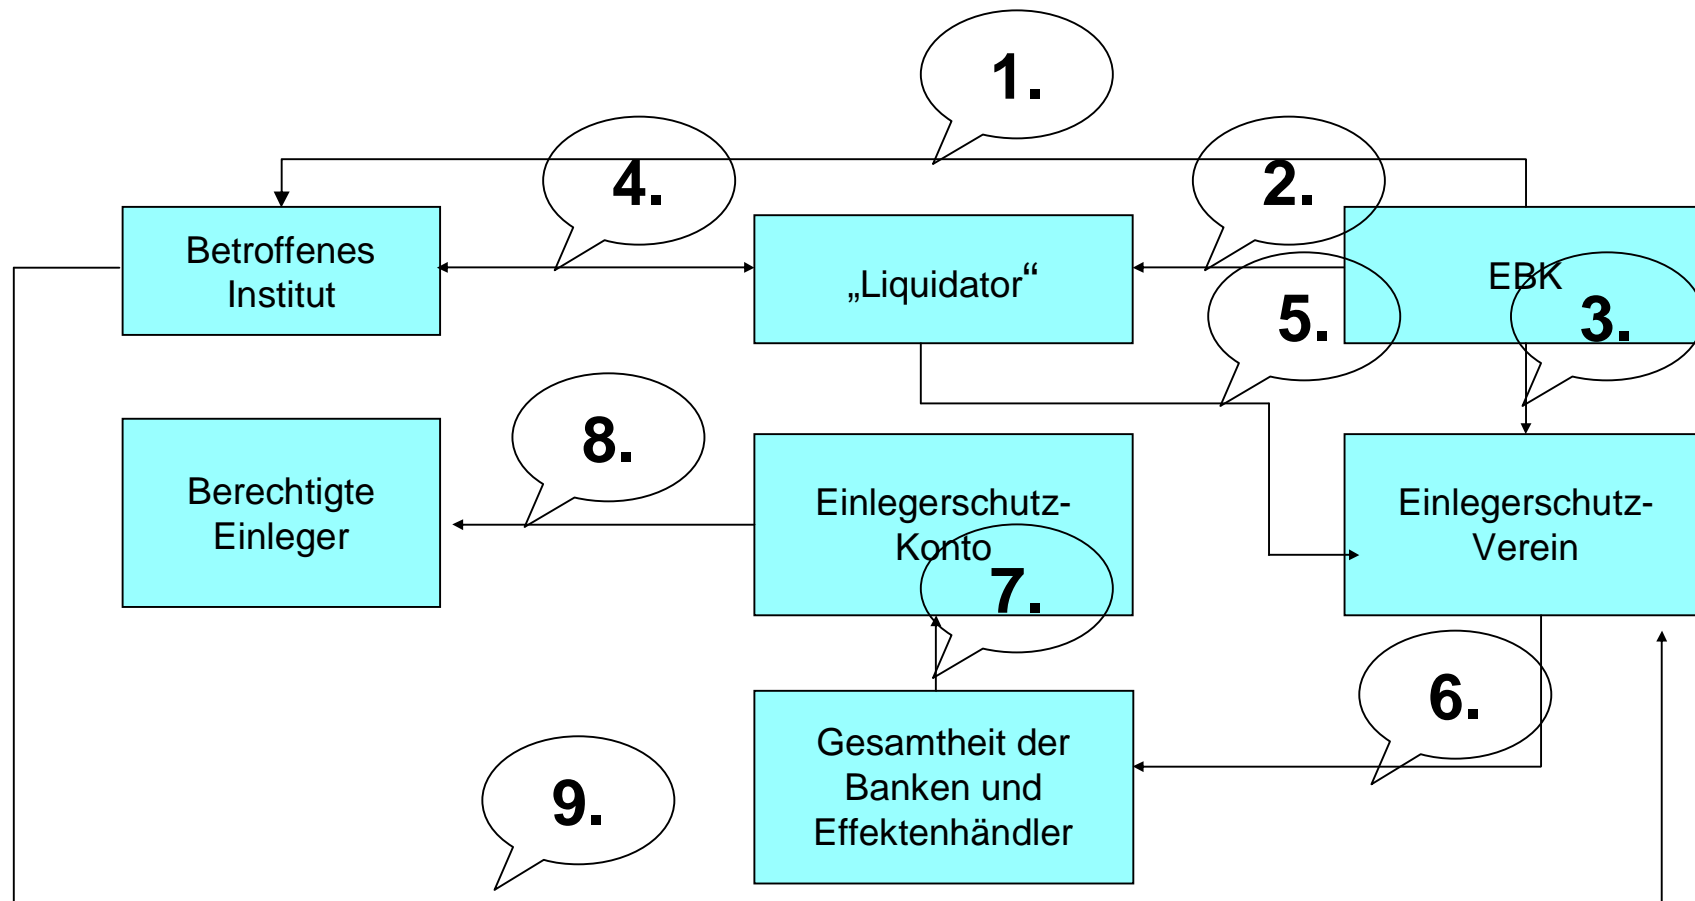 1.
4.
2.
Betroffenes
Institut
„Liquidator“
EBK
5.
3.
8.
Berechtigte
Einleger
Einlegerschutz-
Konto
Einlegerschutz-
Verein
7.
6.
Gesamtheit der
Banken und
Effektenhändler
9.